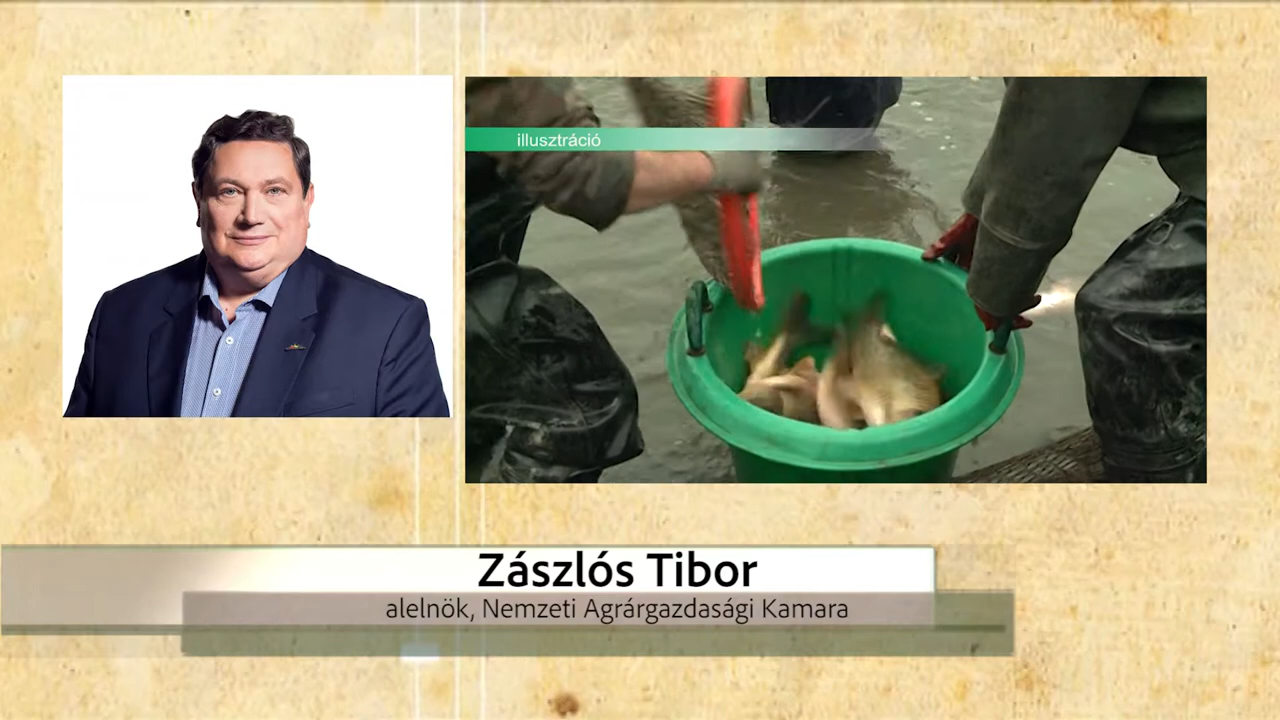 illusztráció
Zászlós Tibor
alelnök, Nemzeti Agrárgazdasági Kamara